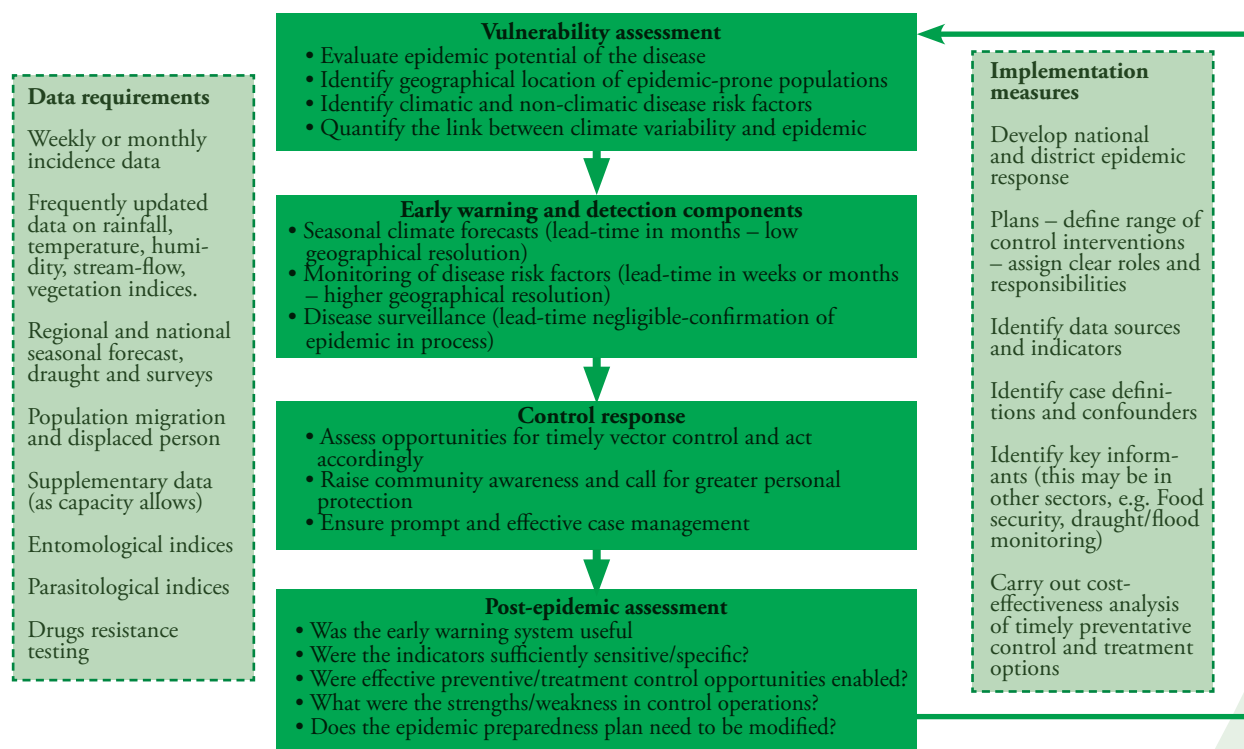 Vulnerability assessment
• Evaluate epidemic potential of the disease
• Identify geographical location of epidemic-prone populations
• Identify climatic and non-climatic disease risk factors
• Quantify the link between climate variability and epidemic
Data requirements
Weekly or monthly
incidence data
Frequently updated
data on rainfall,
temperature, humi-
dity, stream-flow,
vegetation indices.
Regional and national
seasonal forecast,
draught and surveys
Population migration
and displaced person
Supplementary data
(as capacity allows)
Entomological indices
Parasitological indices
Drugs resistance
testing
Early warning and detection components
• Seasonal climate forecasts (lead-time in months – low
geographical resolution)
• Monitoring of disease risk factors (lead-time in weeks or months
– higher geographical resolution)
• Disease surveillance (lead-time negligible-confirmation of
epidemic in process)
Control response
• Assess opportunities for timely vector control and act
accordingly
• Raise community awareness and call for greater personal
protection
• Ensure prompt and effective case management
Post-epidemic assessment
• Was the early warning system useful
• Were the indicators sufficiently sensitive/specific?
• Were effective preventive/treatment control opportunities enabled?
• What were the strengths/weakness in control operations?
• Does the epidemic preparedness plan need to be modified?
Implementation
measures
Develop national
and district epidemic
response
Plans – define range of
control interventions
– assign clear roles and
responsibilities
Identify data sources
and indicators
Identify case defini-
tions and confounders
Identify key inform-
ants (this may be in
other sectors, e.g. Food
security, draught/flood
monitoring)
Carry out cost-
effectiveness analysis
of timely preventative
control and treatment
options